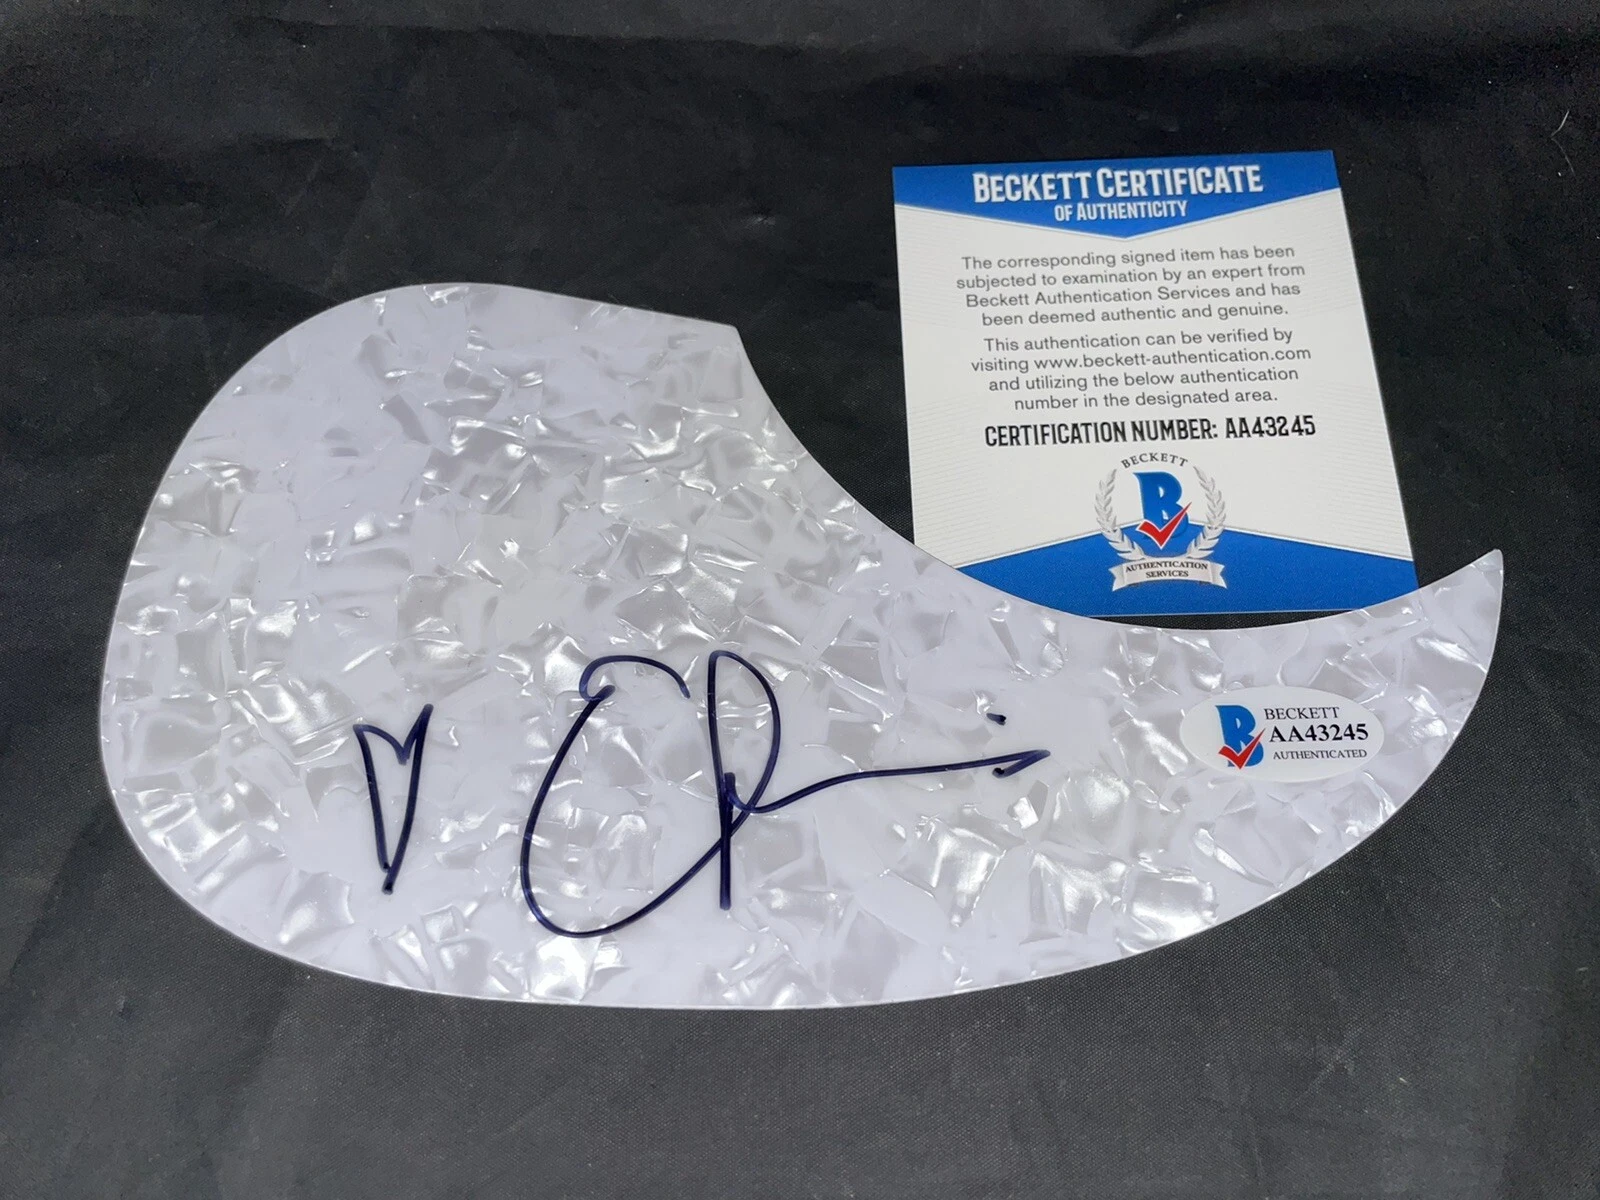 BECKETT CERTIFICATE
OF AUTHENTICITY
The corresponding signed item has been
subjected to examination by an expert from
Beckett Authentication Services and has
been deemed authentic and genuine.
This authentication can be verified by
visiting www.beckett-authentication.com
and utilizing the below authentication
number in the designated area.
CERTIFICATION NUMBER: AA43245
BECKETT
B
AUTHENTICATION
SERVICES
B
BECKETT
AA43245
AUTHENTICATED